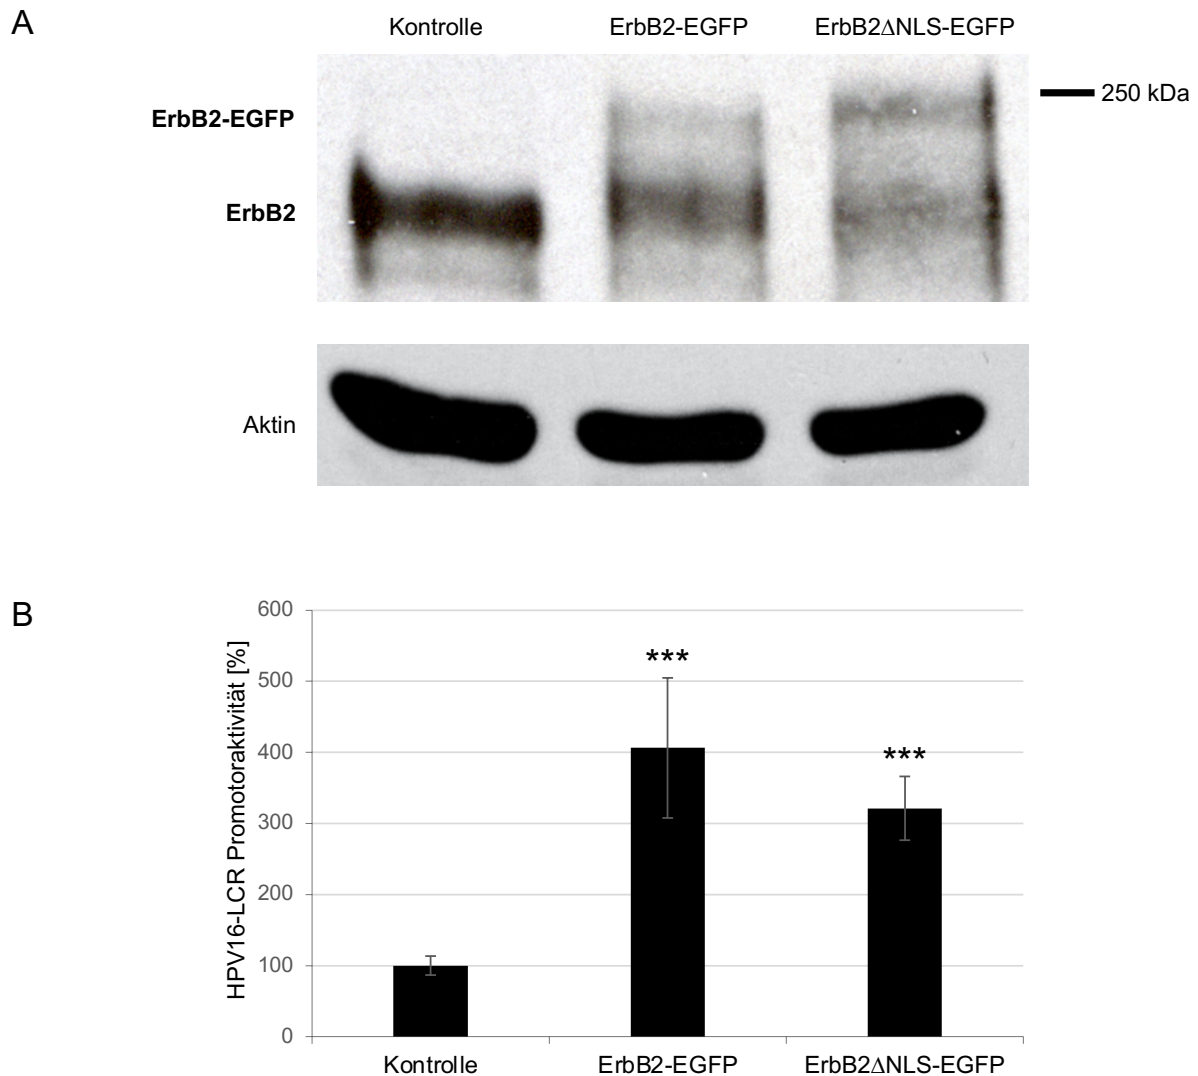 A
Kontrolle ErbB2-EGFP ErbB2ΔNLS-EGFP
250 kDa
ErbB2-EGFP
ErbB2
Aktin
B
HPV16-LCR Promotoraktivität [%]
600
500
400
300
200
100
0
***
***
Kontrolle ErbB2-EGFP ErbB2ΔNLS-EGFP